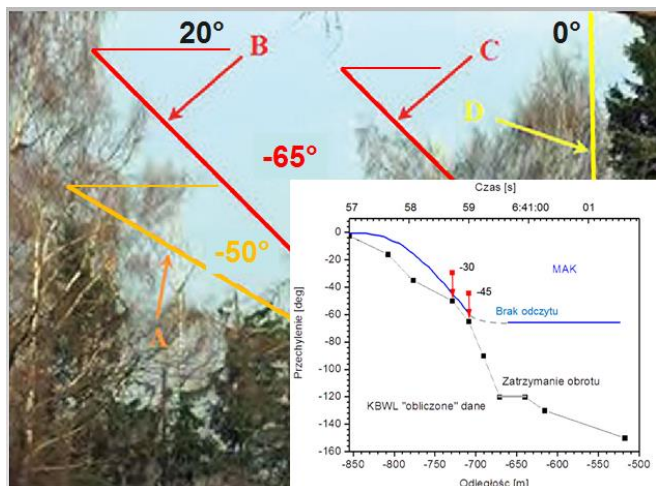 20°
0°
B
C
D
-65°
-50°
A
Czas [s]
57 58 59 6:41:00 01
0
-20
-40
-60
-80
-100
-120
-140
-160
Przechylenie [deg]
-30
-45
MAK
Brak odczytu
Zatrzymanie obrotu
KBWL "obliczone" dane
-850 -800 -750 -700 -650 -600 -550 -500
Odległość [m]